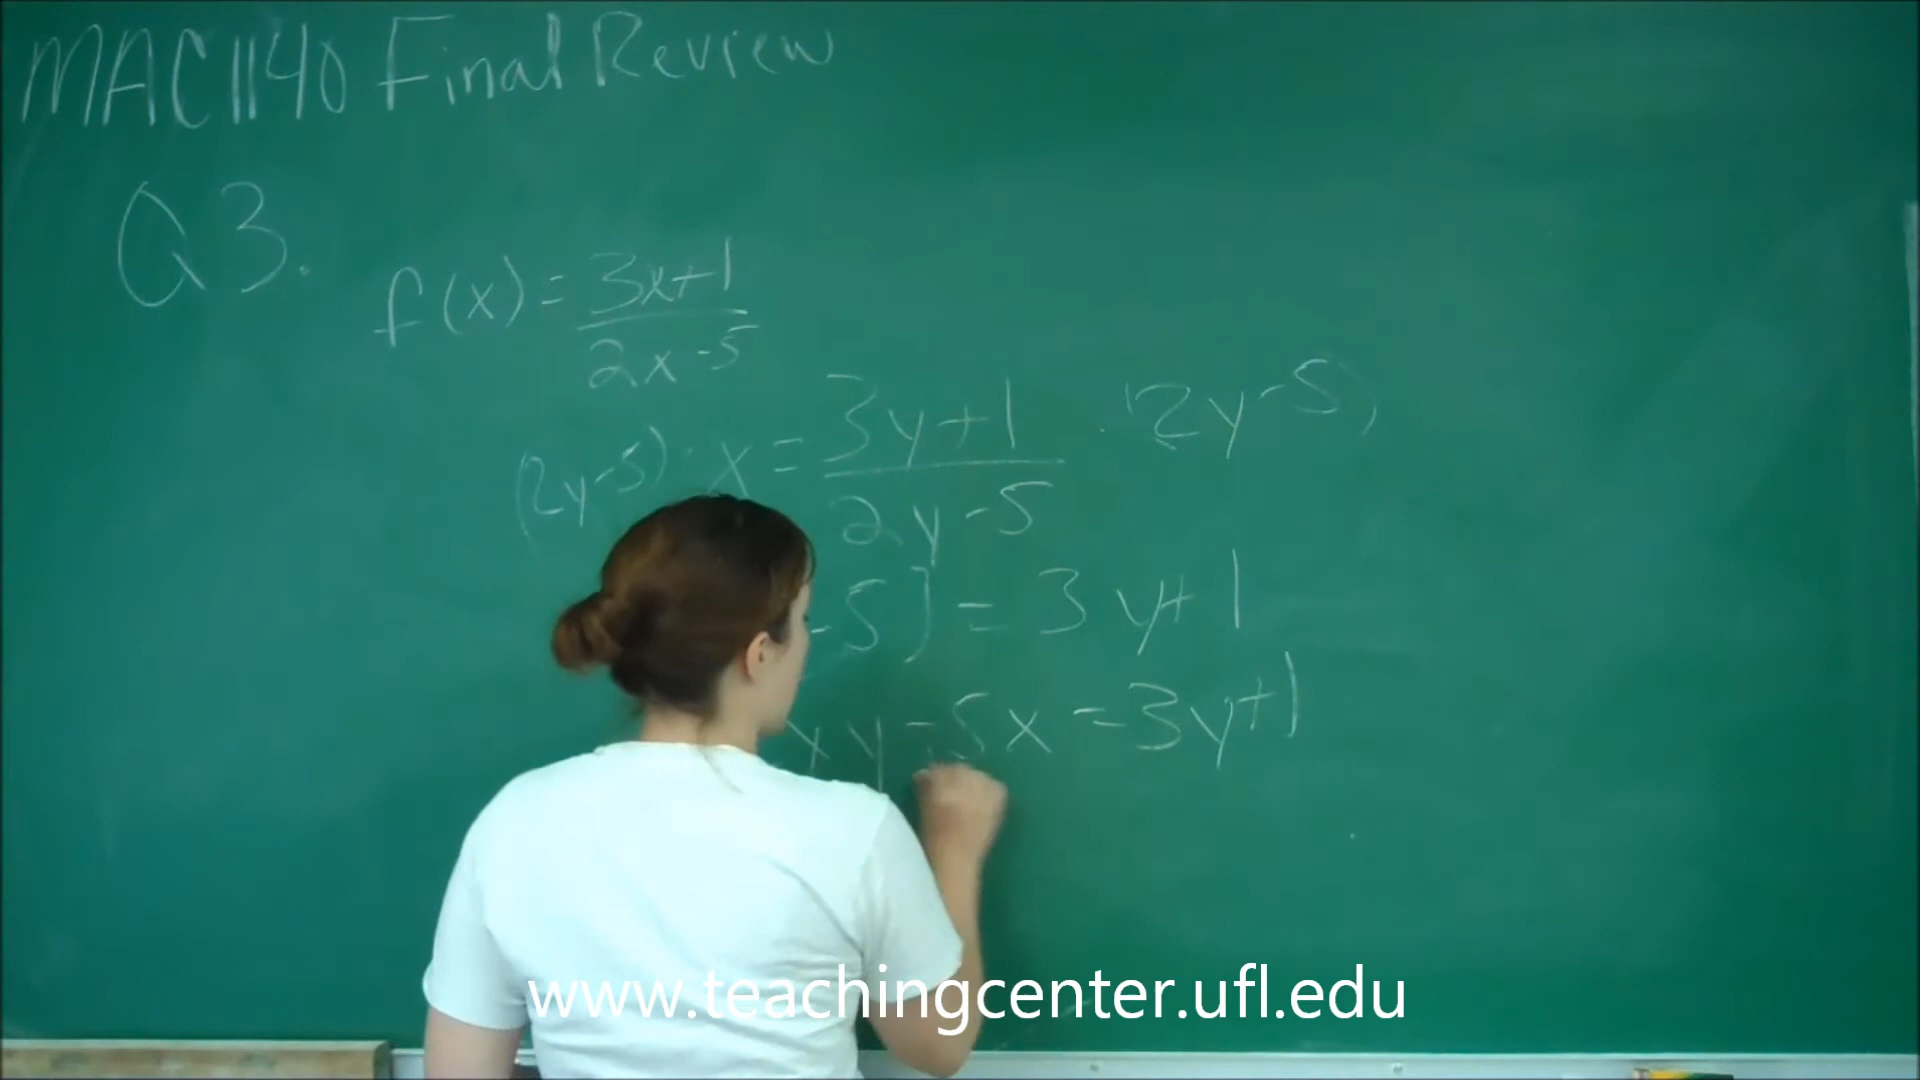 MAC1140 Final Review
Q3.
f(x) = 3x+1
2x-5
(2y-5) · x = 3y+1 · (2y-5)
2y-5
-5] = 3y+1
xy-5x = 3y+1
www.teachingcenter.ufl.edu